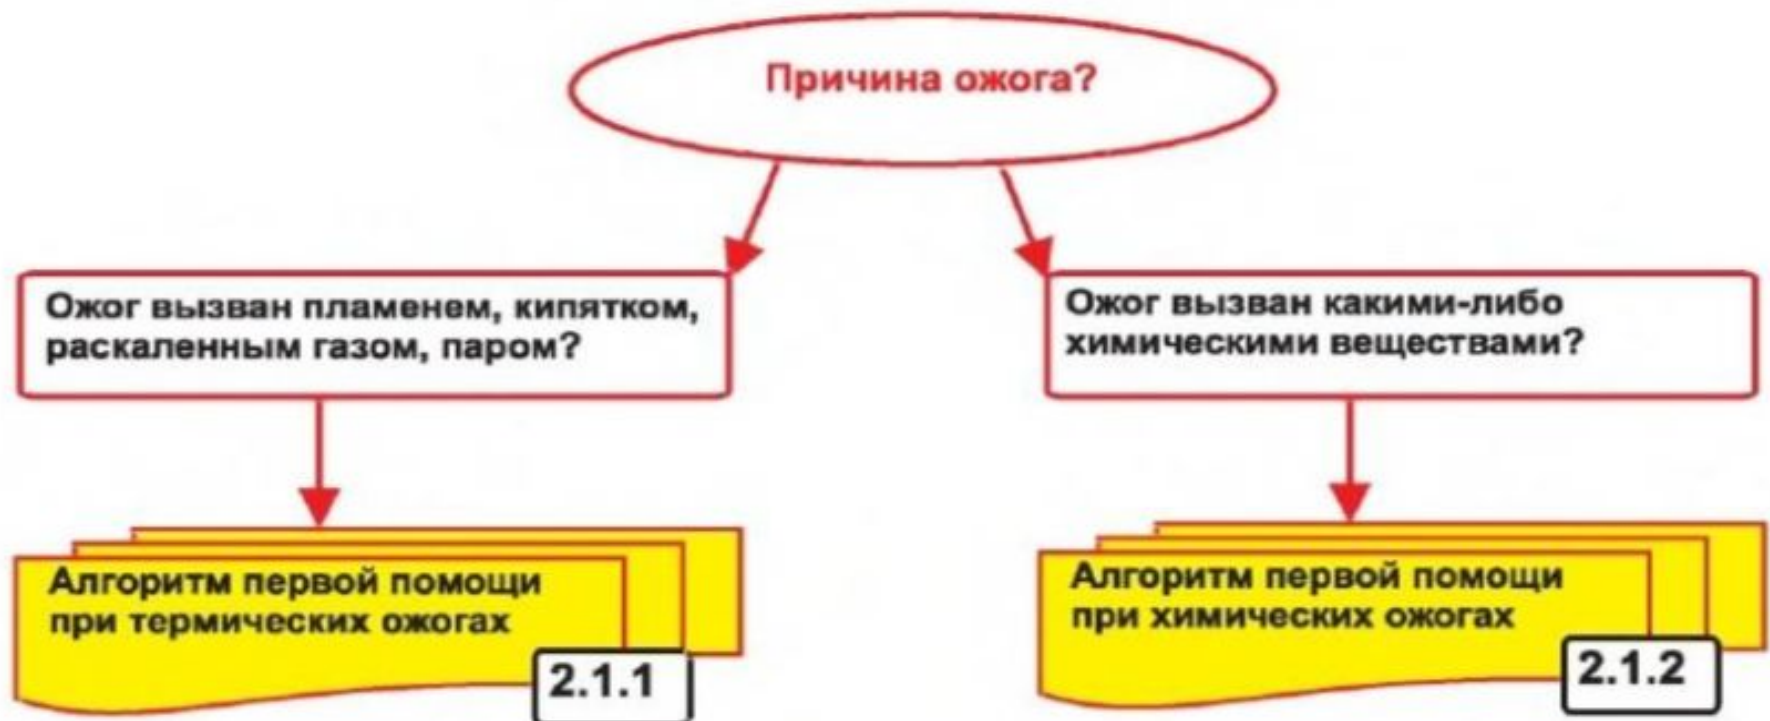 Причина ожога?
Ожог вызван пламенем, кипятком,
раскаленным газом, паром?
Ожог вызван какими-либо
химическими веществами?
Алгоритм первой помощи
при термических ожогах
2.1.1
Алгоритм первой помощи
при химических ожогах
2.1.2